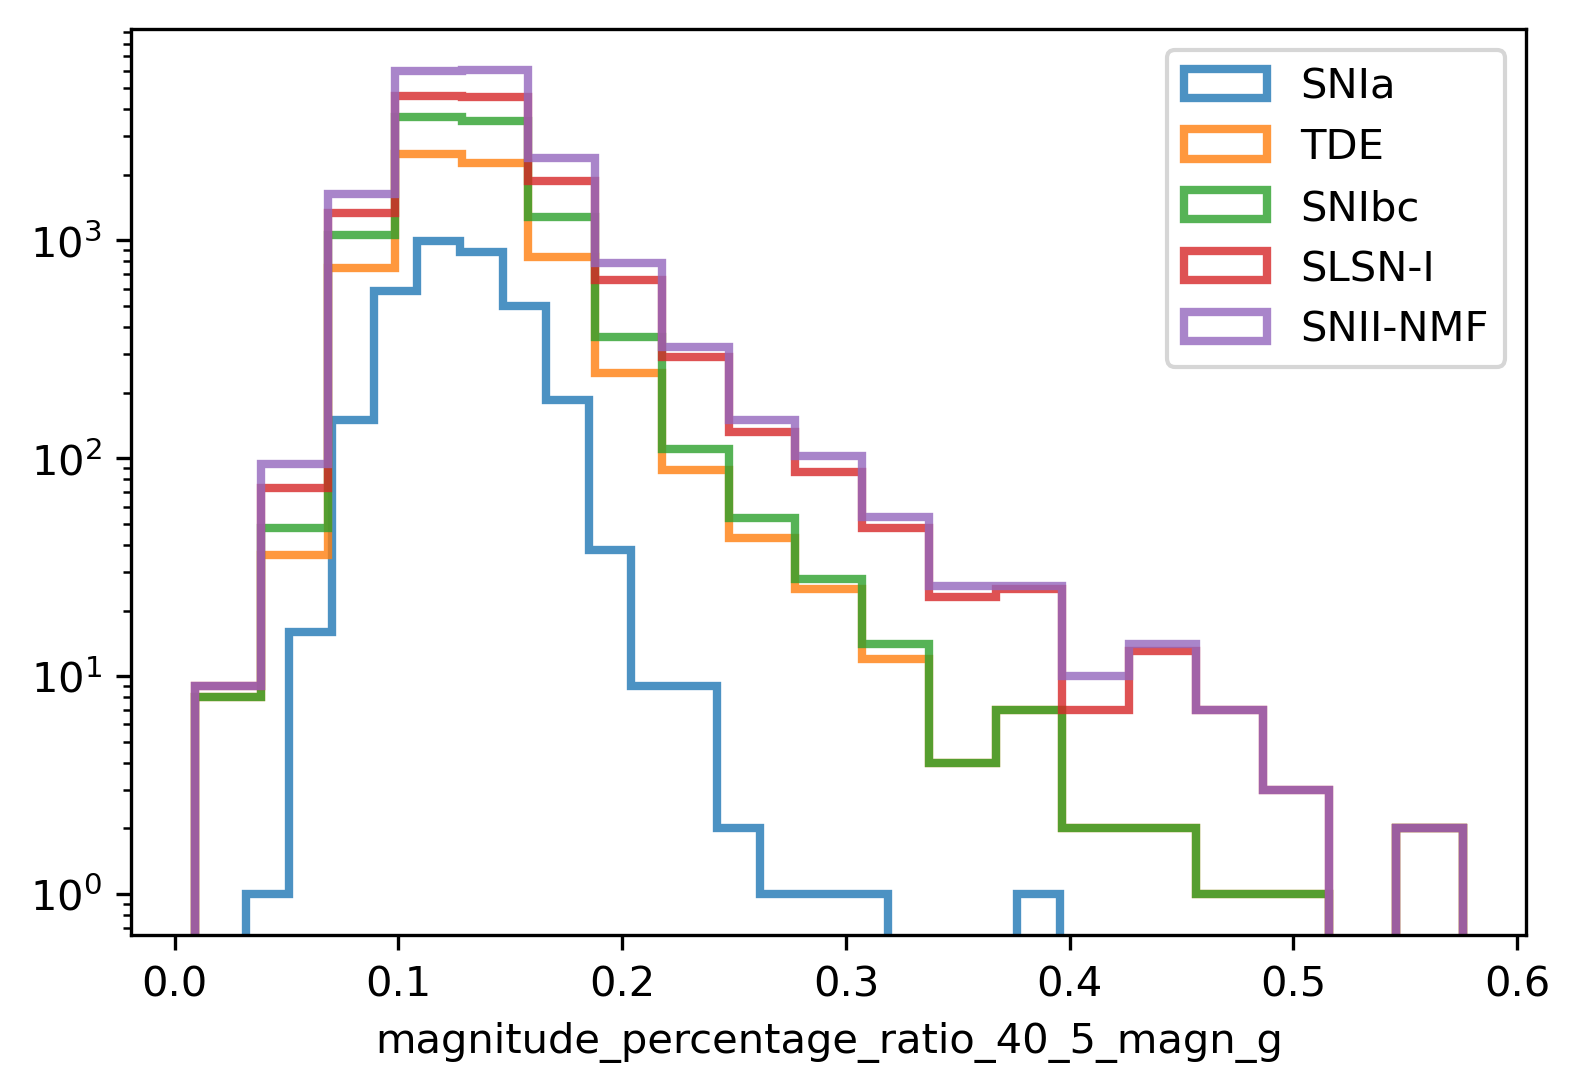 SNIa
TDE
SNIbc
SLSN-I
SNII-NMF
10³
10²
10¹
10⁰
0.0 0.1 0.2 0.3 0.4 0.5 0.6
magnitude_percentage_ratio_40_5_magn_g